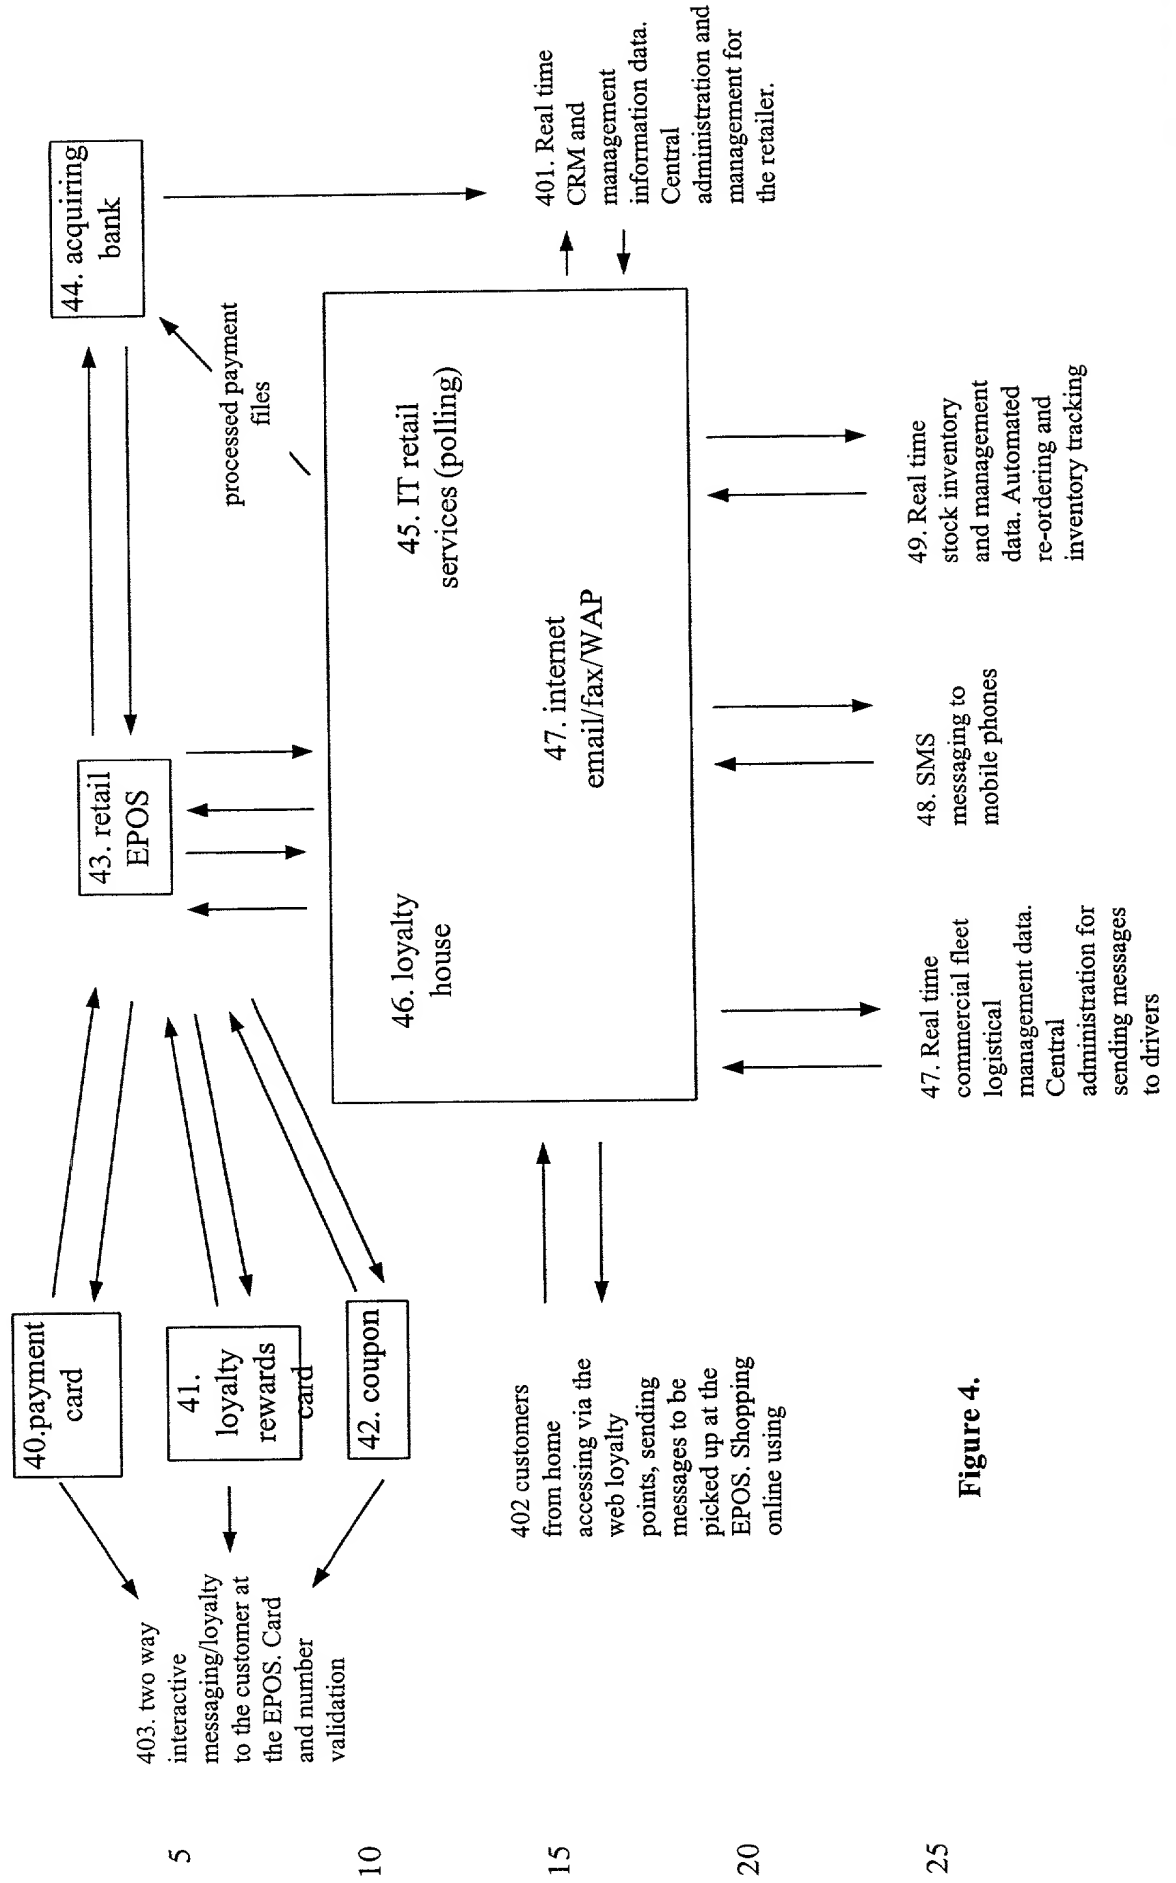 40.payment
card
41.
loyalty
rewards
card
42. coupon
43. retail
EPOS
44. acquiring
bank
processed payment
files
403. two way
interactive
messaging/loyalty
to the customer at
the EPOS. Card
and number
validation
46. loyalty
house
45. IT retail
services (polling)
47. internet
email/fax/WAP
401. Real time
CRM and
management
information data.
Central
administration and
management for
the retailer.
402 customers
from home
accessing via the
web loyalty
points, sending
messages to be
picked up at the
EPOS. Shopping
online using
47. Real time
commercial fleet
logistical
management data.
Central
administration for
sending messages
to drivers
48. SMS
messaging to
mobile phones
49. Real time
stock inventory
and management
data. Automated
re-ordering and
inventory tracking
Figure 4.
5
10
15
20
25